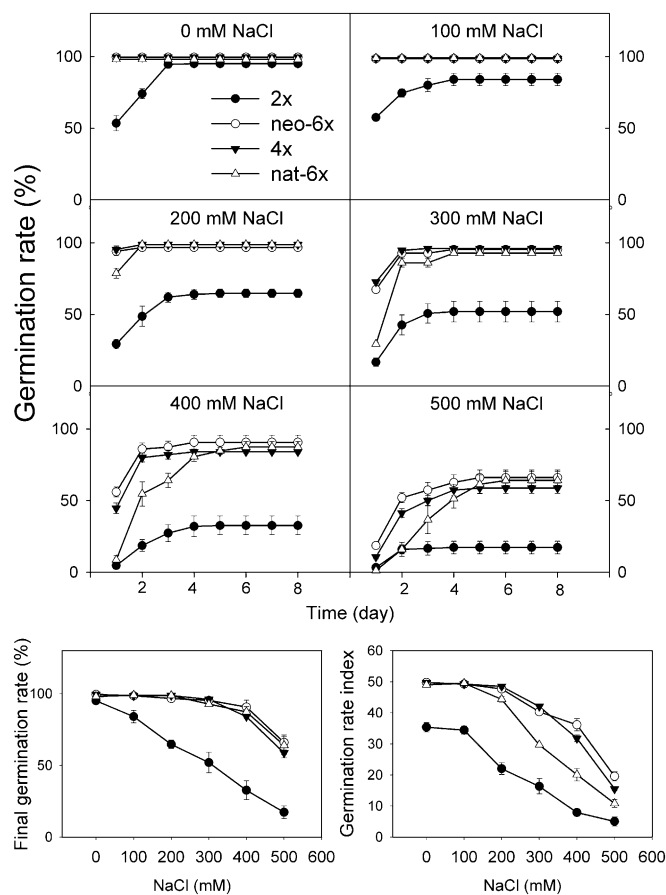 0 mM NaCl
100 mM NaCl
100
50
0
100
50
0
2x
neo-6x
4x
nat-6x
200 mM NaCl
300 mM NaCl
100
50
0
100
50
0
400 mM NaCl
500 mM NaCl
100
50
0
100
50
0
2 4 6 8
2 4 6 8
Germination rate (%)
Time (day)
Final germination rate (%)
100
50
0
0 100 200 300 400 500 600
NaCl (mM)
Germination rate index
60
50
40
30
20
10
0
0 100 200 300 400 500 600
NaCl (mM)